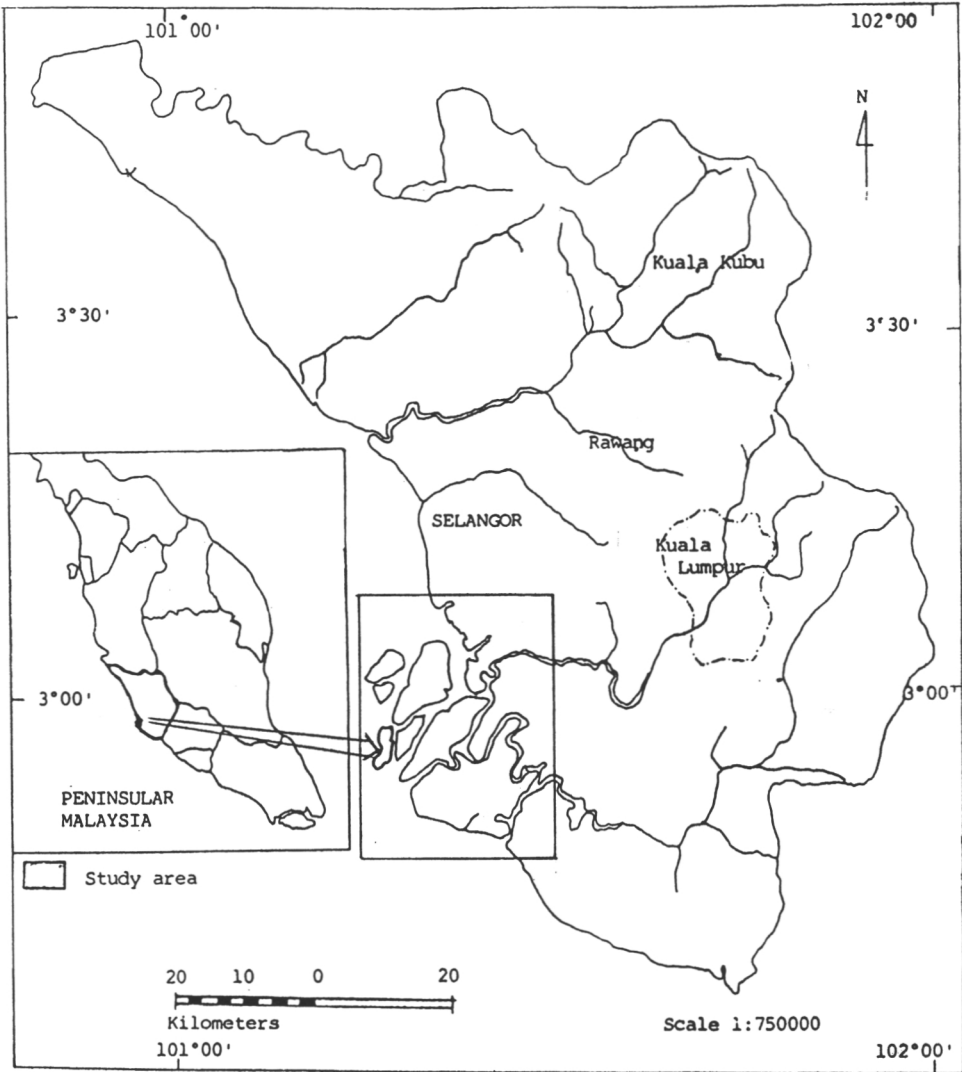 101°00'
102°00
N
Kuala Kubu
3°30'
3°30'
Rawang
SELANGOR
Kuala
Lumpur
3°00'
3°00'
PENINSULAR
MALAYSIA
Study area
20 10 0 20
Kilometers
Scale 1:750000
101°00'
102°00'